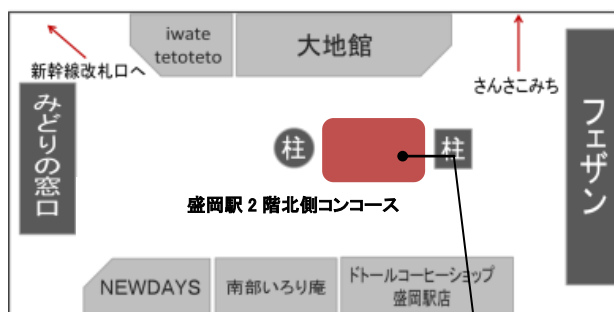 iwate
tetoteto
大地館
新幹線改札口へ
さんさこみち
みどりの窓口
柱
柱
フェザン
盛岡駅2階北側コンコース
NEWDAYS
南部いろり庵
ドトールコーヒーショップ
盛岡駅店